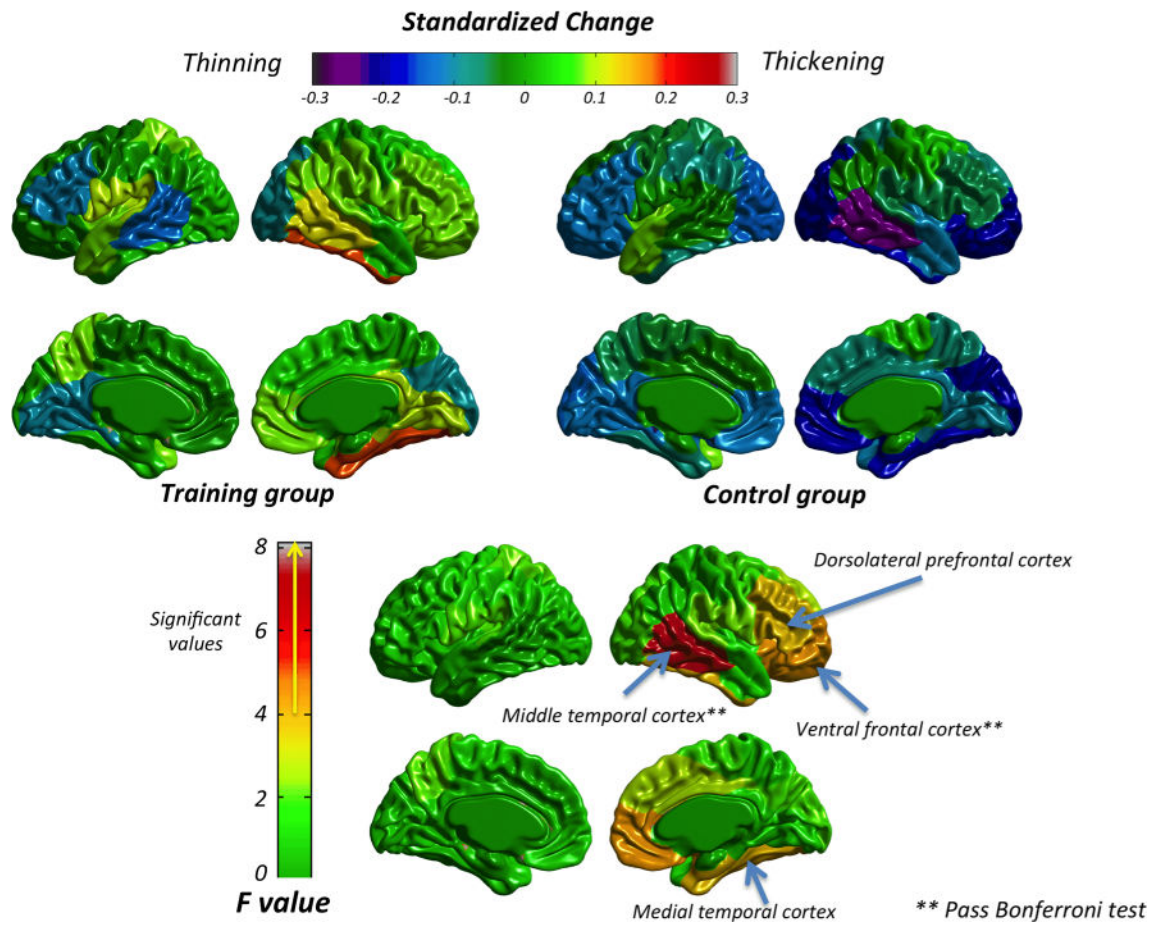 Standardized Change
Thinning
Thickening
-0.3 -0.2 -0.1 0 0.1 0.2 0.3
Training group
Control group
8
6
4
2
0
Significant
values
F value
Dorsolateral prefrontal cortex
Middle temporal cortex**
Ventral frontal cortex**
Medial temporal cortex
** Pass Bonferroni test